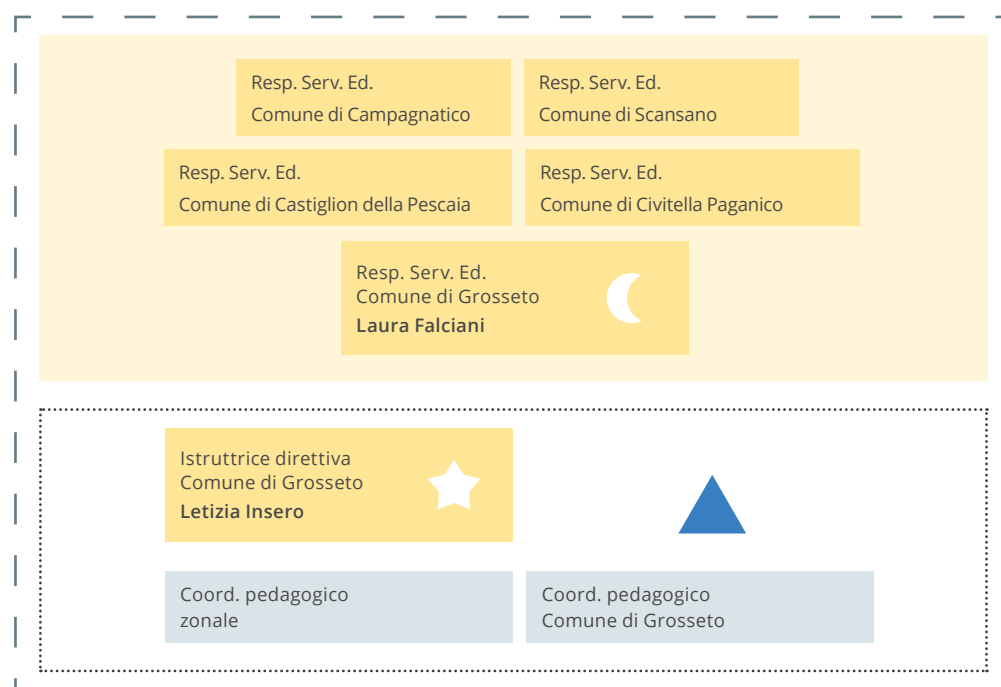 Resp. Serv. Ed.
Comune di Campagnatico
Resp. Serv. Ed.
Comune di Scansano
Resp. Serv. Ed.
Comune di Castiglion della Pescaia
Resp. Serv. Ed.
Comune di Civitella Paganico
Resp. Serv. Ed.
Comune di Grosseto
Laura Falciani
Istruttrice direttiva
Comune di Grosseto
Letizia Insero
Coord. pedagogico
zonale
Coord. pedagogico
Comune di Grosseto